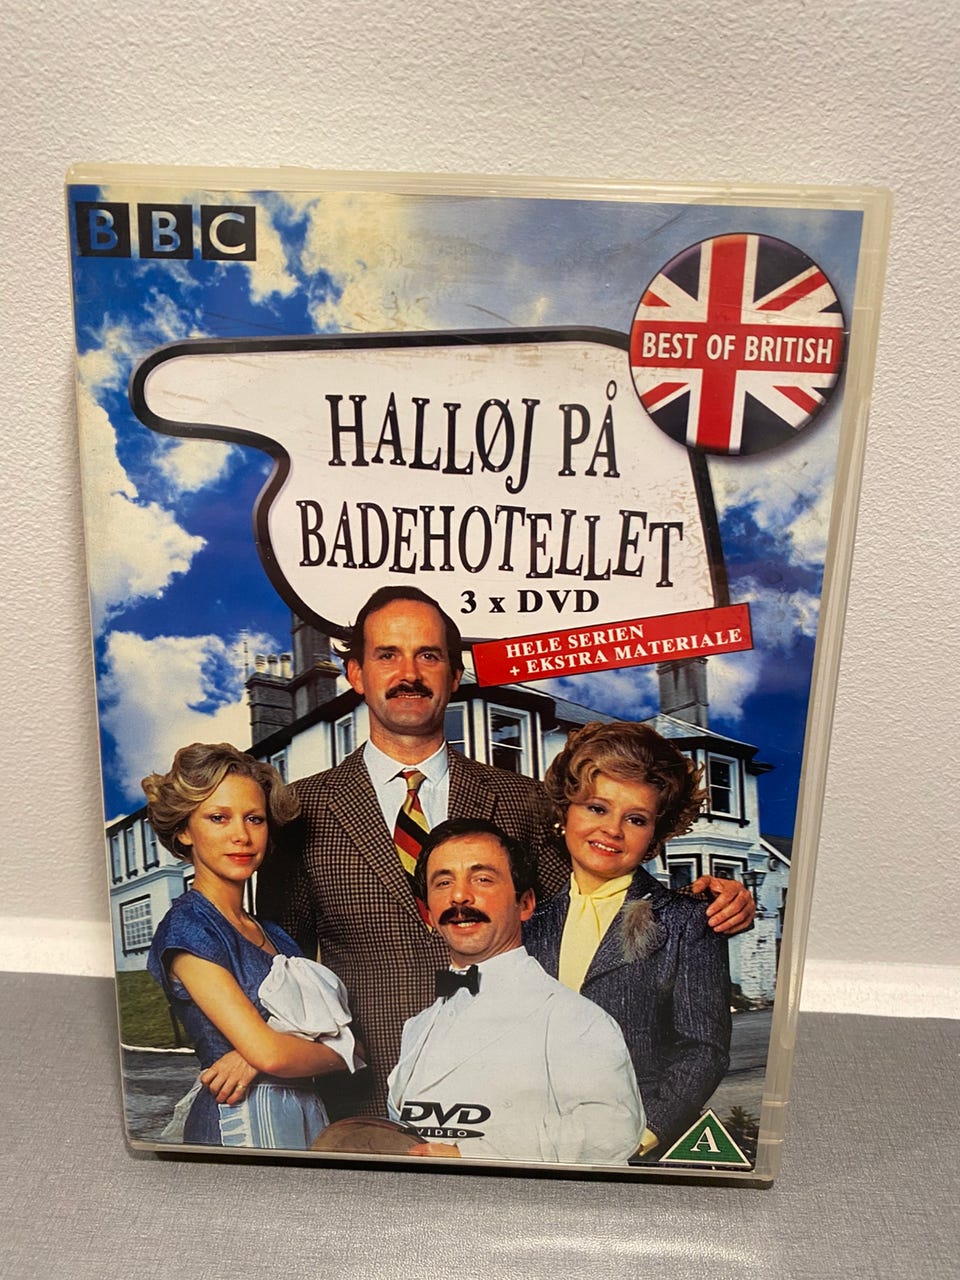 BBC
BEST OF BRITISH
HALLØJ PÅ
BADEHOTELLET
3 x DVD
HELE SERIEN
+ EKSTRA MATERIALE
DVD
VIDEO
A